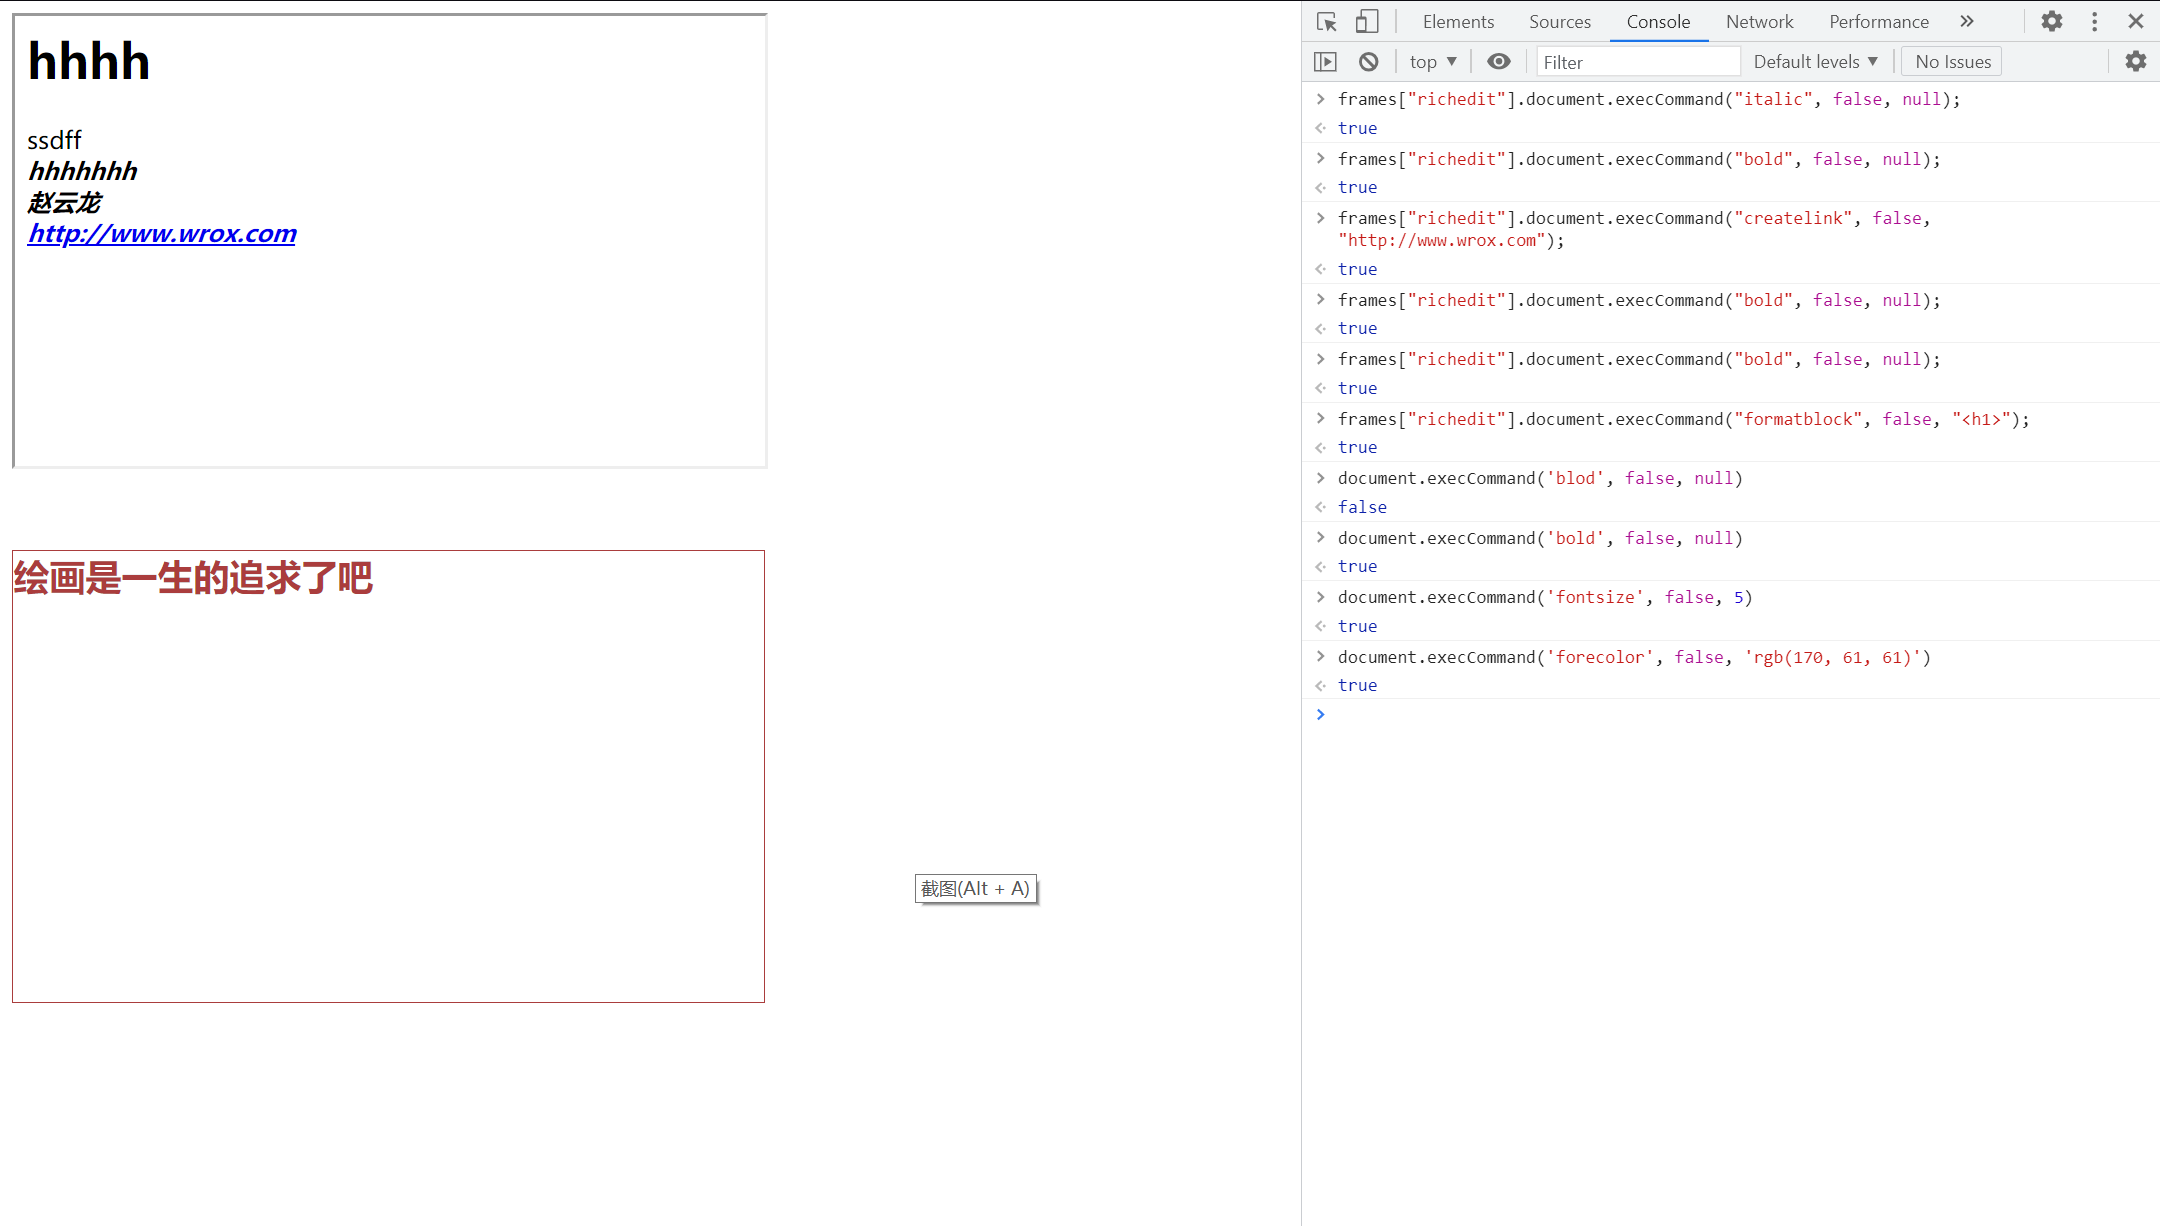 hhhh
ssdff
hhhhhhh
赵云龙
http://www.wrox.com
绘画是一生的追求了吧
截图(Alt + A)
Elements Sources Console Network Performance
top ▼ Filter Default levels ▼ No Issues
frames["richedit"].document.execCommand("italic", false, null);
true
frames["richedit"].document.execCommand("bold", false, null);
true
frames["richedit"].document.execCommand("createlink", false,
"http://www.wrox.com");
true
frames["richedit"].document.execCommand("bold", false, null);
true
frames["richedit"].document.execCommand("bold", false, null);
true
frames["richedit"].document.execCommand("formatblock", false, "<h1>");
true
document.execCommand('blod', false, null)
false
document.execCommand('bold', false, null)
true
document.execCommand('fontsize', false, 5)
true
document.execCommand('forecolor', false, 'rgb(170, 61, 61)')
true